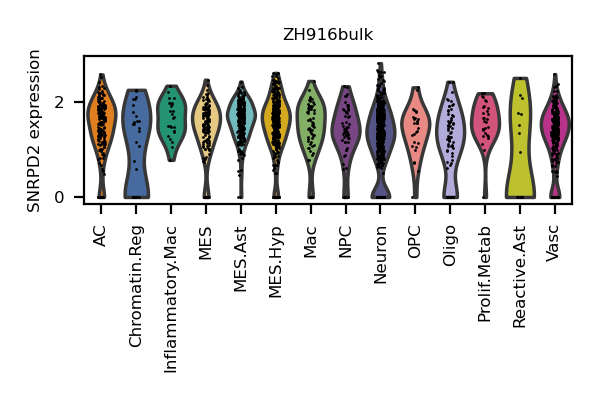 ZH916bulk
SNRPD2 expression
2
0
AC
Chromatin.Reg
Inflammatory.Mac
MES
MES.Ast
MES.Hyp
Mac
NPC
Neuron
OPC
Oligo
Prolif.Metab
Reactive.Ast
Vasc